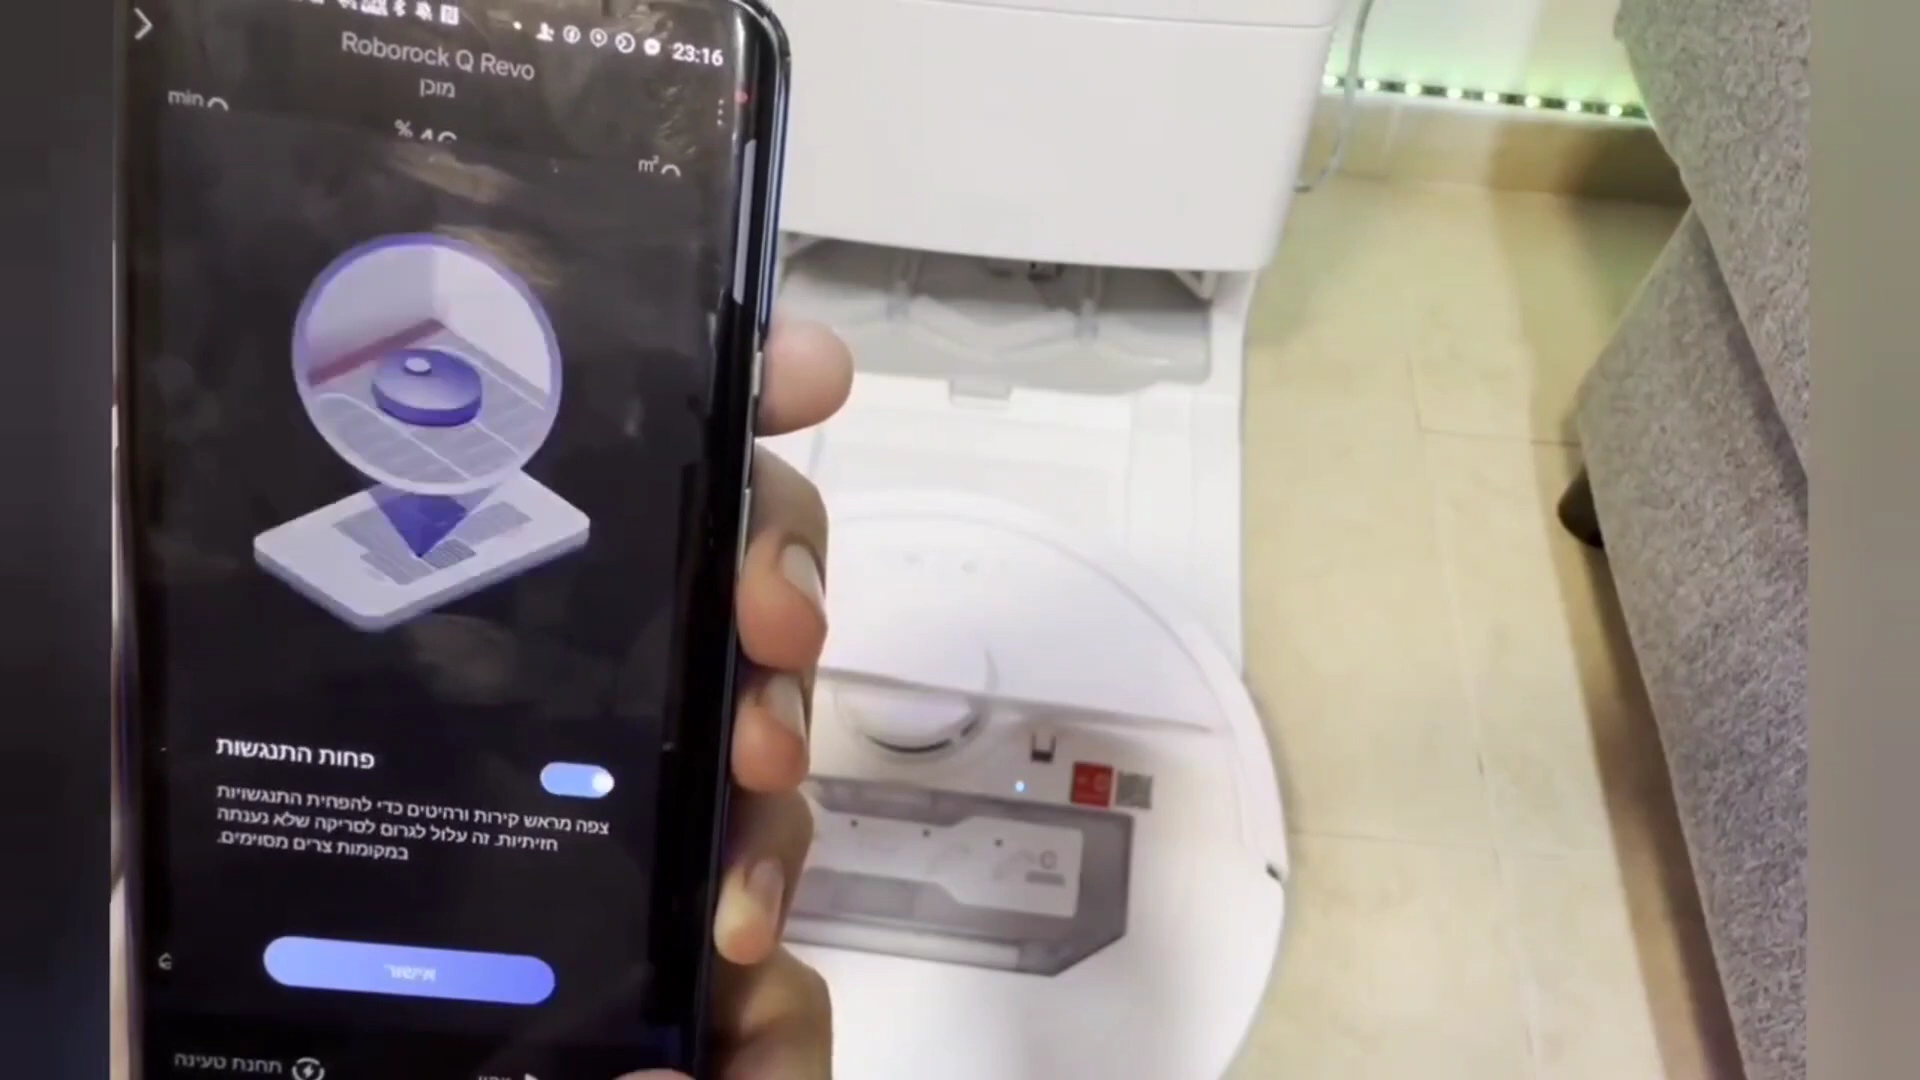 23:16
Roborock Q Revo
מוכן
min
%
m²
פחות התנגשות
צפה מראש קירות ורהיטים כדי להפחית התנגשויות
חזיתיות. זה עלול לגרום לסריקה שלא נענתה
במקומות צרים מסוימים.
אישור
תחנת טעינה